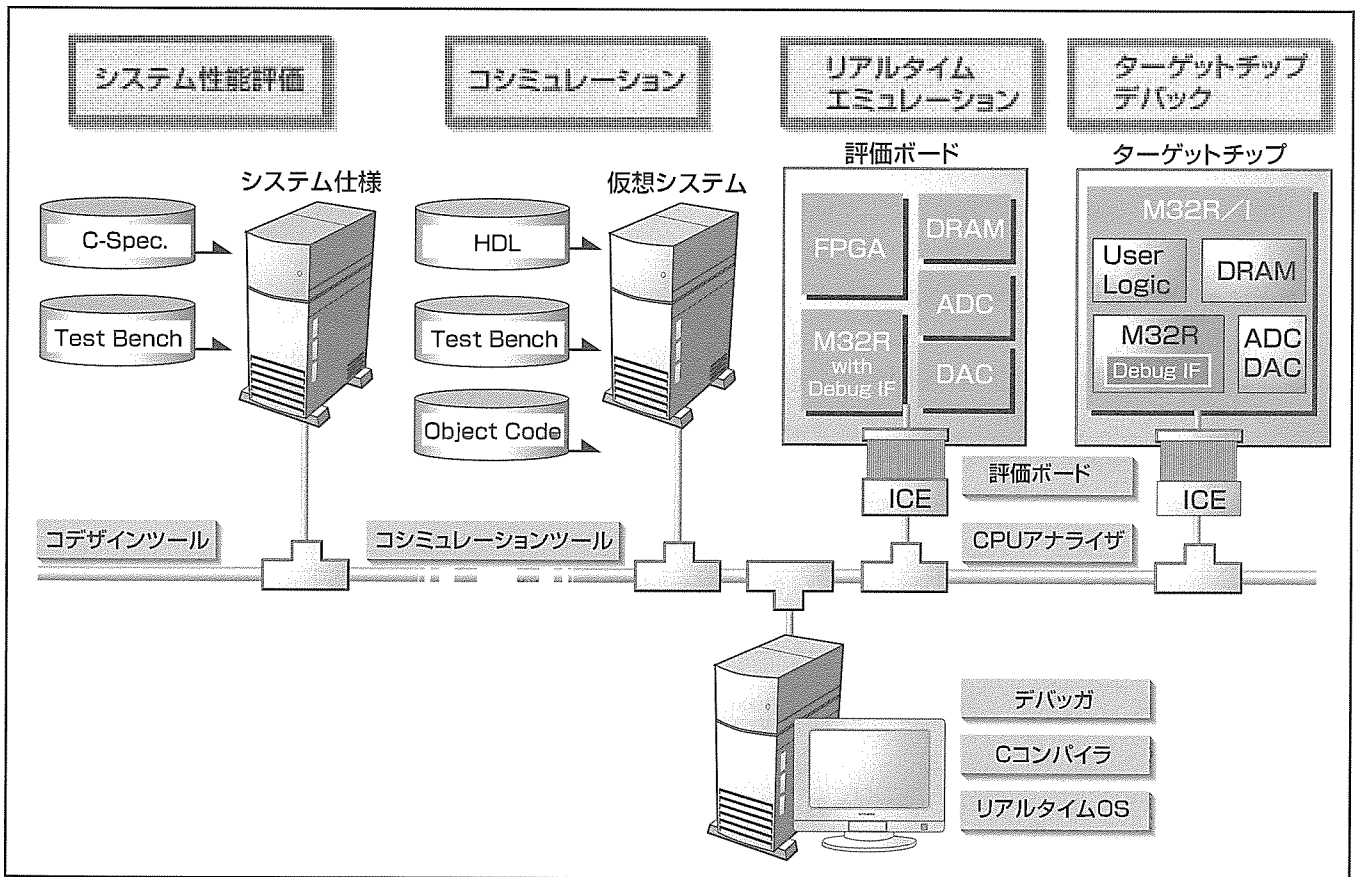 システム性能評価
コシミュレーション
リアルタイム
エミュレーション
ターゲットチップ
デバック
システム仕様
C-Spec.
Test Bench
仮想システム
HDL
Test Bench
Object Code
評価ボード
FPGA
DRAM
ADC
M32R
with
Debug IF
DAC
ICE
ターゲットチップ
M32R／I
User
Logic
DRAM
M32R
Debug IF
ADC
DAC
ICE
評価ボード
コデザインツール
コシミュレーションツール
CPUアナライザ
デバッガ
Cコンパイラ
リアルタイムOS